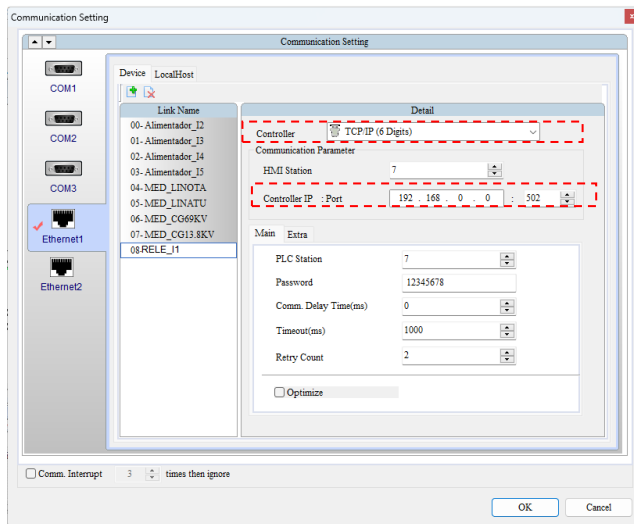 Communication Setting
Communication Setting
COM1
COM2
COM3
Ethernet1
Ethernet2
Device LocalHost
Link Name
00- Alimentador_I2
01- Alimentador_I3
02- Alimentador_I4
03- Alimentador_I5
04- MED_LINOTA
05- MED_LINATU
06- MED_CG69KV
07- MED_CG13.8KV
08-RELE_I1
Detail
Controller TCP/IP (6 Digits)
Communication Parameter
HMI Station 7
Controller IP : Port 192 . 168 . 0 . 0 : 502
Main Extra
PLC Station 7
Password 12345678
Comm. Delay Time(ms) 0
Timeout(ms) 1000
Retry Count 2
Optimize
Comm. Interrupt 3 times then ignore
OK Cancel